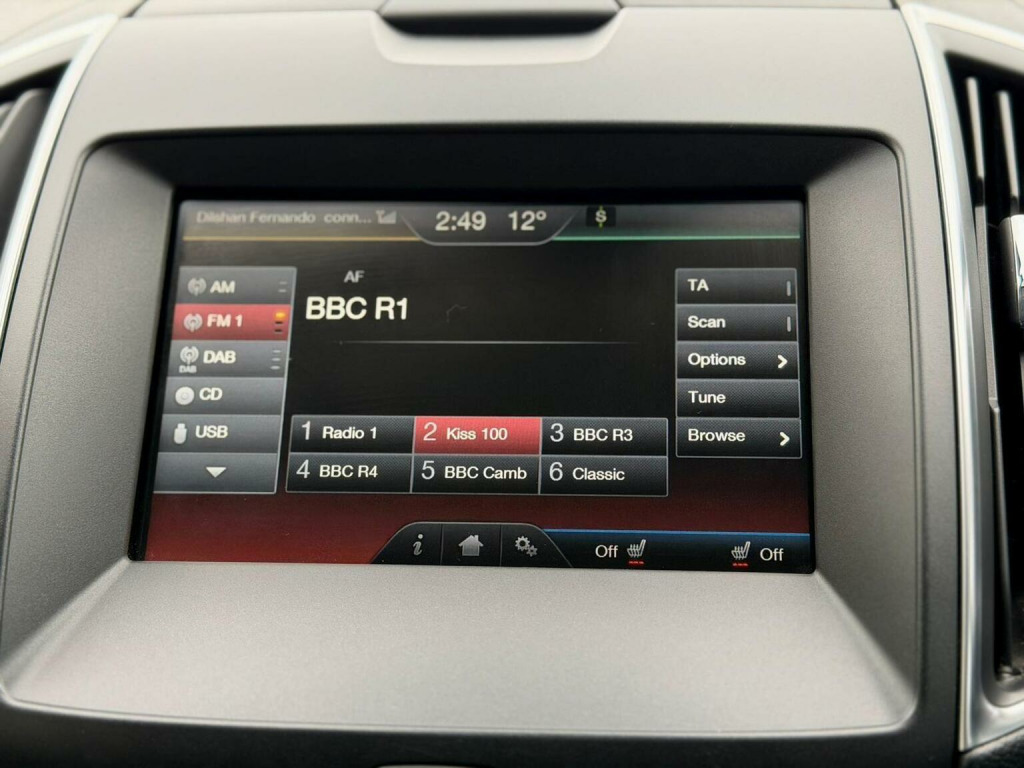 Dilshan Fernando conn... 2:49 12° $
AM
FM 1
DAB
DAB
CD
USB
AF
BBC R1
TA
Scan
Options
Tune
Browse
1 Radio 1 2 Kiss 100 3 BBC R3
4 BBC R4 5 BBC Camb 6 Classic
i Off Off